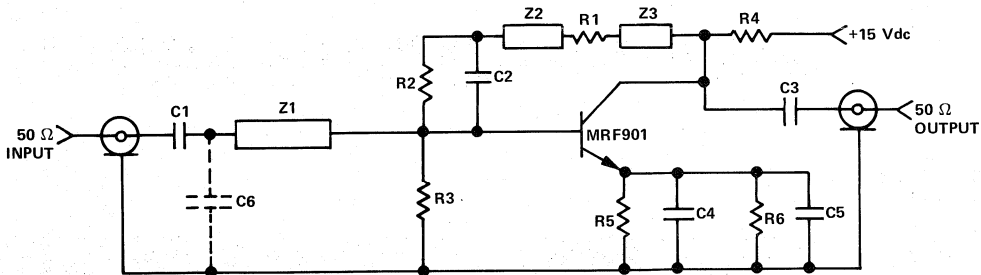 Z2
R1
Z3
R4
+15 Vdc
R2
C2
C1
Z1
C3
50 Ω
INPUT
50 Ω
OUTPUT
MRF901
C6
R3
R5
C4
R6
C5